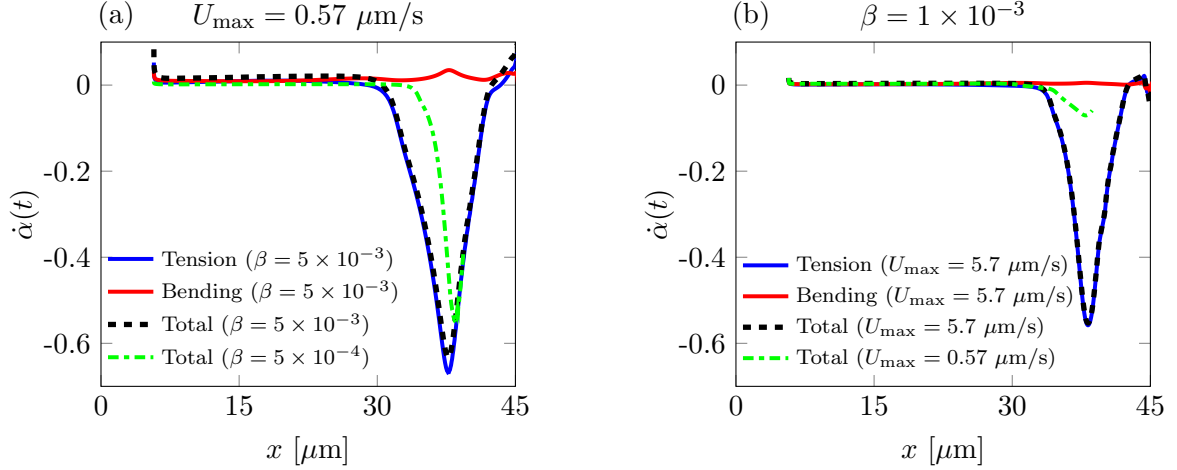 (a) U_max = 0.57 μm/s
0
-0.2
-0.4
-0.6
α̇(t)
Tension (β = 5 × 10⁻³)
Bending (β = 5 × 10⁻³)
Total (β = 5 × 10⁻³)
Total (β = 5 × 10⁻⁴)
0 15 30 45
x [μm]
(b) β = 1 × 10⁻³
0
-0.2
-0.4
-0.6
α̇(t)
Tension (U_max = 5.7 μm/s)
Bending (U_max = 5.7 μm/s)
Total (U_max = 5.7 μm/s)
Total (U_max = 0.57 μm/s)
0 15 30 45
x [μm]